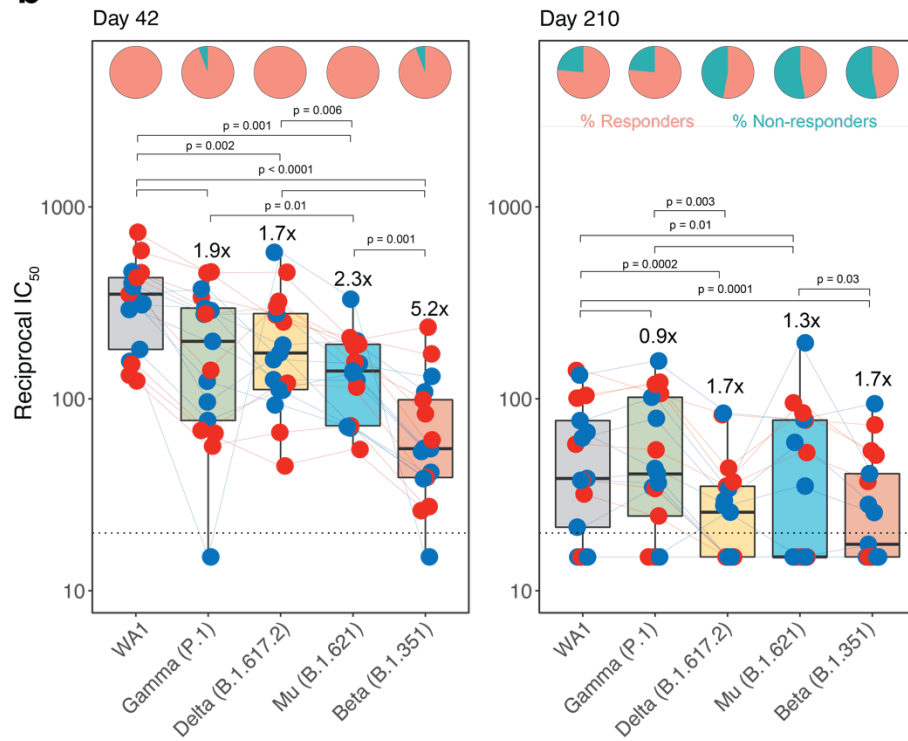 b
Day 42
Day 210
% Responders
% Non-responders
p = 0.006
p = 0.001
p = 0.002
p < 0.0001
p = 0.01
p = 0.001
p = 0.003
p = 0.01
p = 0.0002
p = 0.0001
p = 0.03
1.9x
1.7x
2.3x
5.2x
0.9x
1.7x
1.3x
1.7x
Reciprocal IC50
1000
100
10
1000
100
10
WA1
Gamma (P.1)
Delta (B.1.617.2)
Mu (B.1.621)
Beta (B.1.351)
WA1
Gamma (P.1)
Delta (B.1.617.2)
Mu (B.1.621)
Beta (B.1.351)